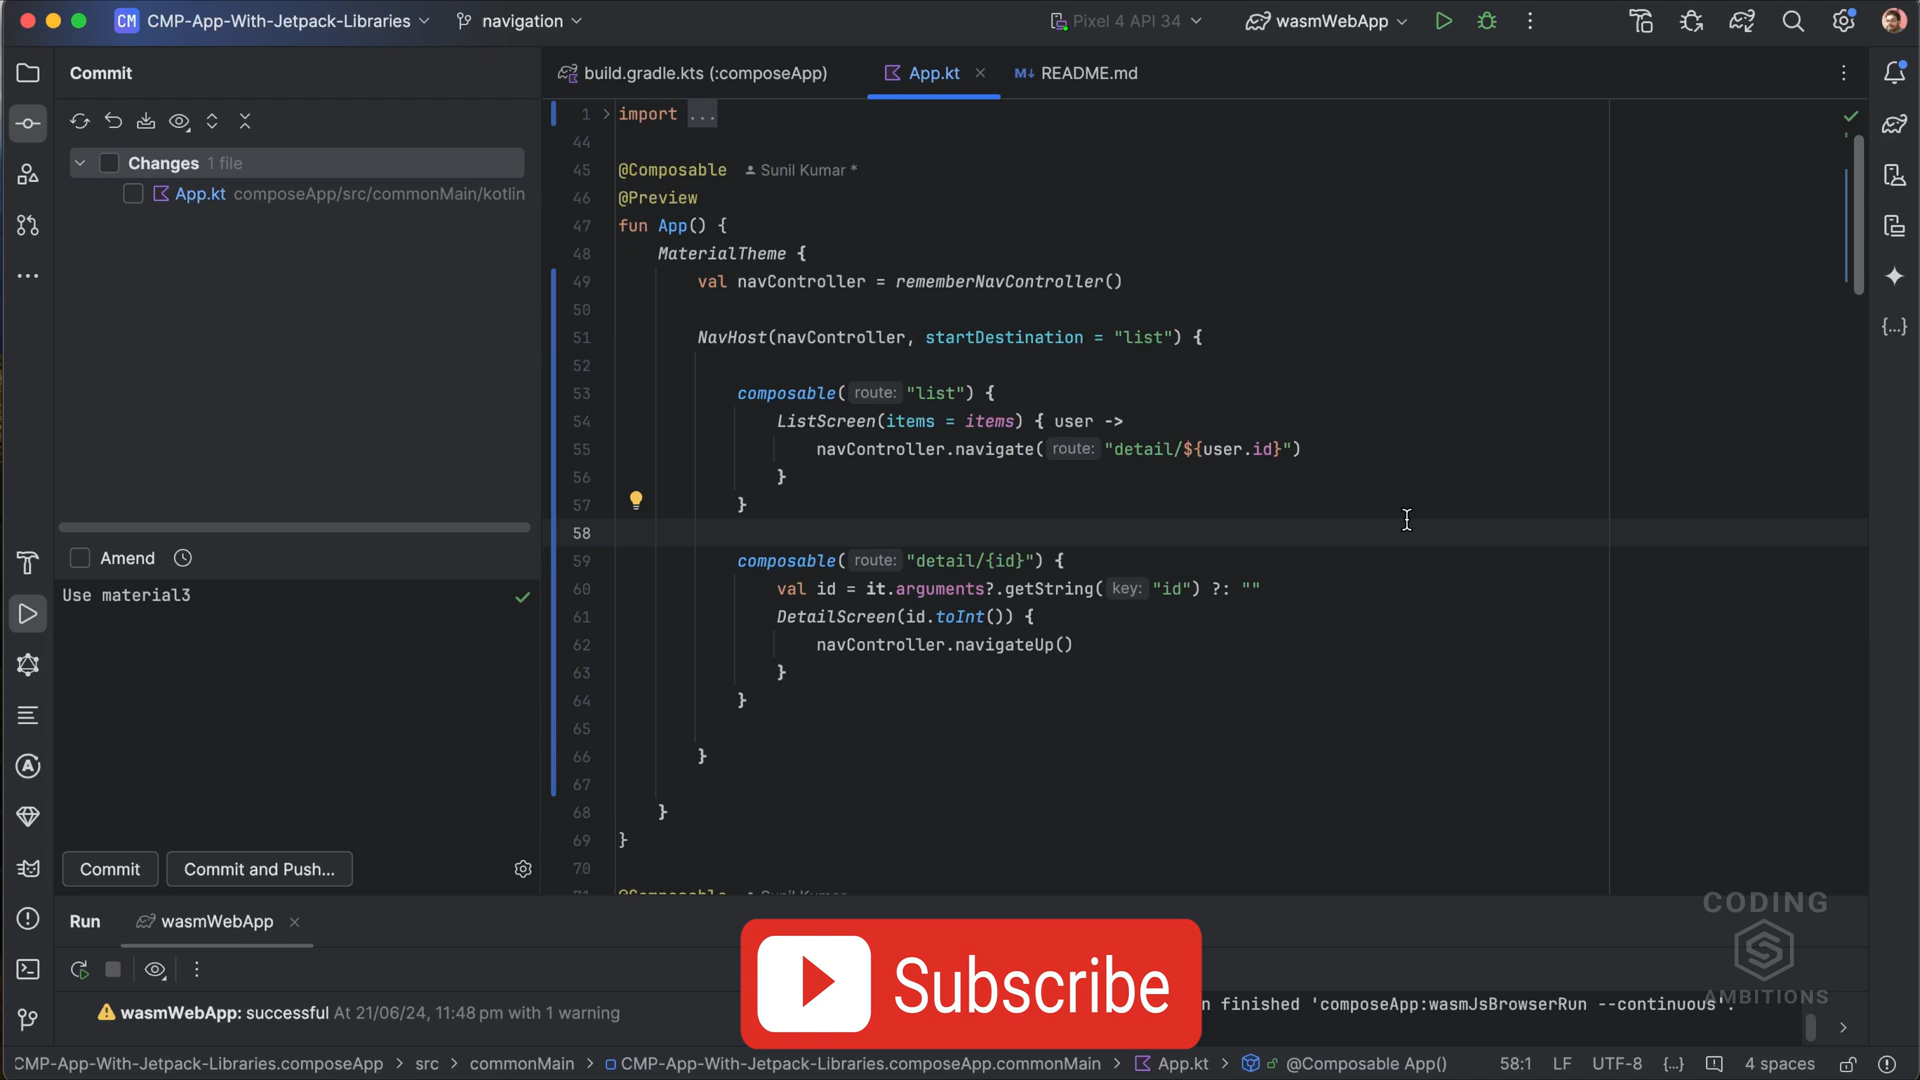 CM CMP-App-With-Jetpack-Libraries navigation Pixel 4 API 34 wasmWebApp
Commit
build.gradle.kts (:composeApp) App.kt README.md
Changes 1 file
App.kt composeApp/src/commonMain/kotlin
Amend
Use material3
Commit Commit and Push...
1 import ...
44
45 @Composable Sunil Kumar *
46 @Preview
47 fun App() {
48 MaterialTheme {
49 val navController = rememberNavController()
50
51 NavHost(navController, startDestination = "list") {
52
53 composable( route: "list") {
54 ListScreen(items = items) { user ->
55 navController.navigate( route: "detail/${user.id}")
56 }
57 }
58
59 composable( route: "detail/{id}") {
60 val id = it.arguments?.getString( key: "id") ?: ""
61 DetailScreen(id.toInt()) {
62 navController.navigateUp()
63 }
64 }
65
66 }
67
68 }
69 }
70
71 @Composable Sunil Kumar
Run wasmWebApp
wasmWebApp: successful At 21/06/24, 11:48 pm with 1 warning
n finished 'composeApp:wasmJsBrowserRun --continuous'.
Subscribe
CODING
AMBITIONS
CMP-App-With-Jetpack-Libraries.composeApp > src > commonMain > CMP-App-With-Jetpack-Libraries.composeApp.commonMain > App.kt > @Composable App() 58:1 LF UTF-8 {..} 4 spaces